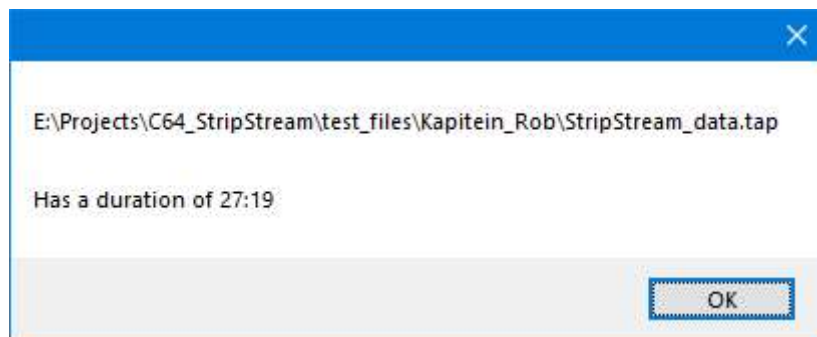 E:\Projects\C64_StripStream\test_files\Kapitein_Rob\StripStream_data.tap
Has a duration of 27:19
OK